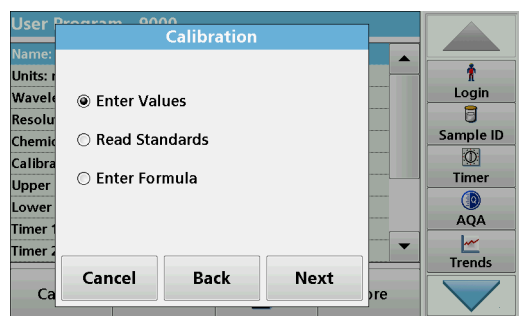 User Program 9000
Calibration
Name:
Units:
Wavele
Resolu
Chemic
Calibra
Upper
Lower
Timer 1
Timer 2
Enter Values
Read Standards
Enter Formula
Cancel
Back
Next
Ca
ore
Login
Sample ID
Timer
AQA
Trends